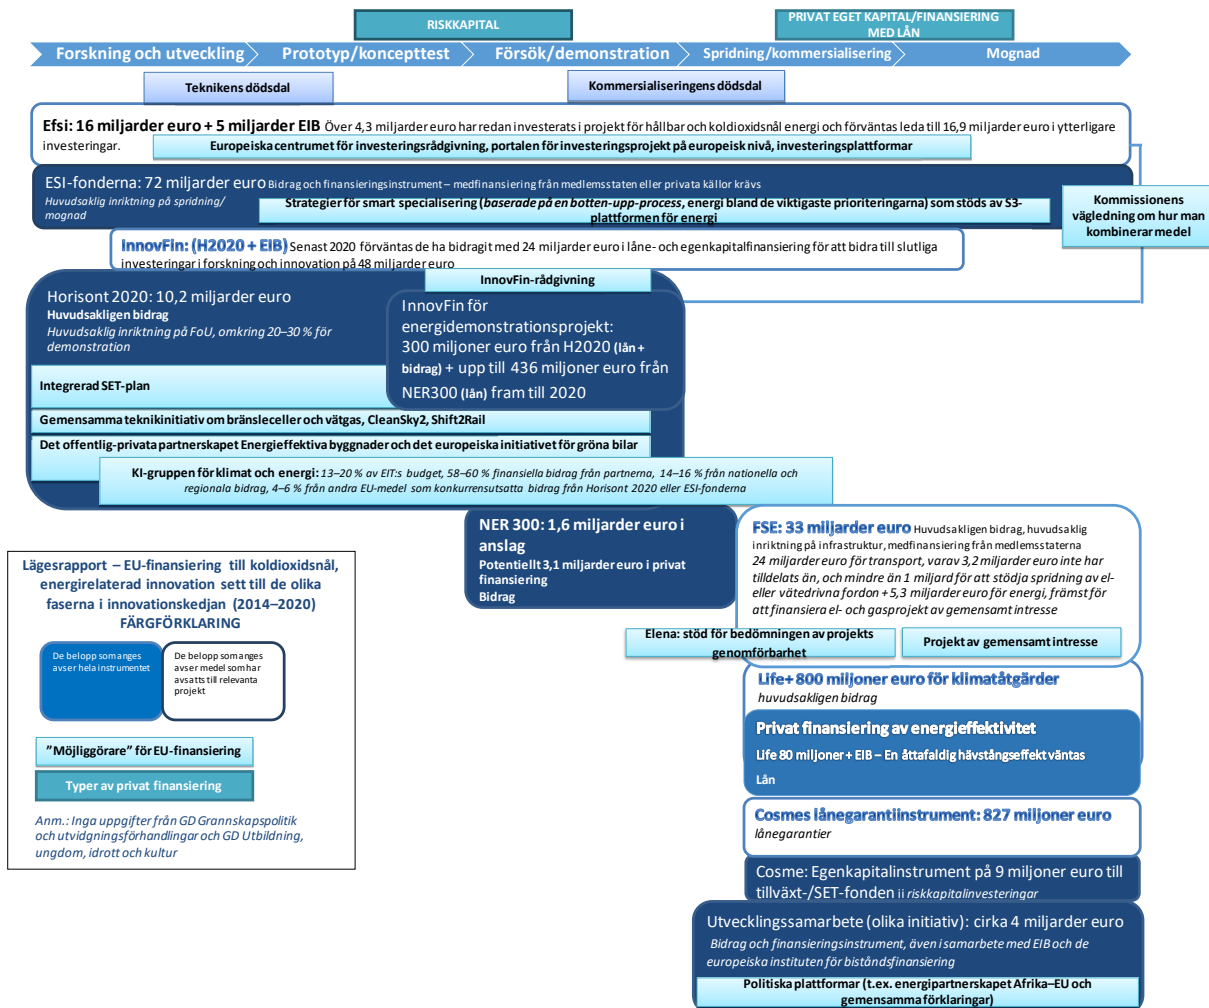 RISKKAPITAL
PRIVAT EGET KAPITAL/FINANSIERING
MED LÅN
Forskning och utveckling
Prototyp/koncepttest
Försök/demonstration
Spridning/kommersialisering
Mognad
Teknikens dödsdal
Kommersialiseringens dödsdal
Efsi: 16 miljarder euro + 5 miljarder EIB Över 4,3 miljarder euro har redan investerats i projekt för hållbar och koldioxidsnål energi och förväntas leda till 16,9 miljarder euro i ytterligare
investeringar.
Europeiska centrumet för investeringsrådgivning, portalen för investeringsprojekt på europeisk nivå, investeringsplattformar
ESI-fonderna: 72 miljarder euro Bidrag och finansieringsinstrument – medfinansiering från medlemsstaten eller privata källor krävs
Huvudsaklig inriktning på spridning/
mognad
Strategier för smart specialisering (baserade på en botten-upp-process, energi bland de viktigaste prioriteringarna) som stöds av S3-
plattformen för energi
Kommissionens
vägledning om hur man
kombinerar medel
InnovFin: (H2020 + EIB) Senast 2020 förväntas de ha bidragit med 24 miljarder euro i låne- och egenkapitalfinansiering för att bidra till slutliga
investeringar i forskning och innovation på 48 miljarder euro
InnovFin-rådgivning
Horisont 2020: 10,2 miljarder euro
Huvudsakligen bidrag
Huvudsaklig inriktning på FoU, omkring 20–30 % för
demonstration
InnovFin för
energidemonstrationsprojekt:
300 miljoner euro från H2020 (lån +
bidrag) + upp till 436 miljoner euro från
NER300 (lån) fram till 2020
Integrerad SET-plan
Gemensamma teknikinitiativ om bränsleceller och vätgas, CleanSky2, Shift2Rail
Det offentlig-privata partnerskapet Energieffektiva byggnader och det europeiska initiativet för gröna bilar
KI-gruppen för klimat och energi: 13–20 % av EIT:s budget, 58–60 % finansiella bidrag från partnerna, 14–16 % från nationella och
regionala bidrag, 4–6 % från andra EU-medel som konkurrensutsatta bidrag från Horisont 2020 eller ESI-fonderna
NER 300: 1,6 miljarder euro i
anslag
Potentiellt 3,1 miljarder euro i privat
finansiering
Bidrag
FSE: 33 miljarder euro Huvudsakligen bidrag, huvudsaklig
inriktning på infrastruktur, medfinansiering från medlemsstaterna
24 miljarder euro för transport, varav 3,2 miljarder euro inte har
tilldelats än, och mindre än 1 miljard för att stödja spridning av el-
eller vätedrivna fordon + 5,3 miljarder euro för energi, främst för
att finansiera el- och gasprojekt av gemensamt intresse
Elena: stöd för bedömningen av projekts
genomförbarhet
Projekt av gemensamt intresse
Lägesrapport – EU-finansiering till koldioxidsnål,
energirelaterad innovation sett till de olika
faserna i innovationskedjan (2014–2020)
FÄRGFÖRKLARING
De belopp som anges
avser hela instrumentet
De belopp som anges
avser medel som har
avsatts till relevanta
projekt
"Möjliggörare" för EU-finansiering
Typer av privat finansiering
Anm.: Inga uppgifter från GD Grannskapspolitik
och utvidgningsförhandlingar och GD Utbildning,
ungdom, idrott och kultur
Life+ 800 miljoner euro för klimatåtgärder
huvudsakligen bidrag
Privat finansiering av energieffektivitet
Life 80 miljoner + EIB – En åttafaldig hävstångseffekt väntas
Lån
Cosmes lånegarantiinstrument: 827 miljoner euro
lånegarantier
Cosme: Egenkapitalinstrument på 9 miljoner euro till
tillväxt-/SET-fonden ii riskkapitalinvesteringar
Utvecklingssamarbete (olika initiativ): cirka 4 miljarder euro
Bidrag och finansieringsinstrument, även i samarbete med EIB och de
europeiska instituten för biståndsfinansiering
Politiska plattformar (t.ex. energipartnerskapet Afrika–EU och
gemensamma förklaringar)